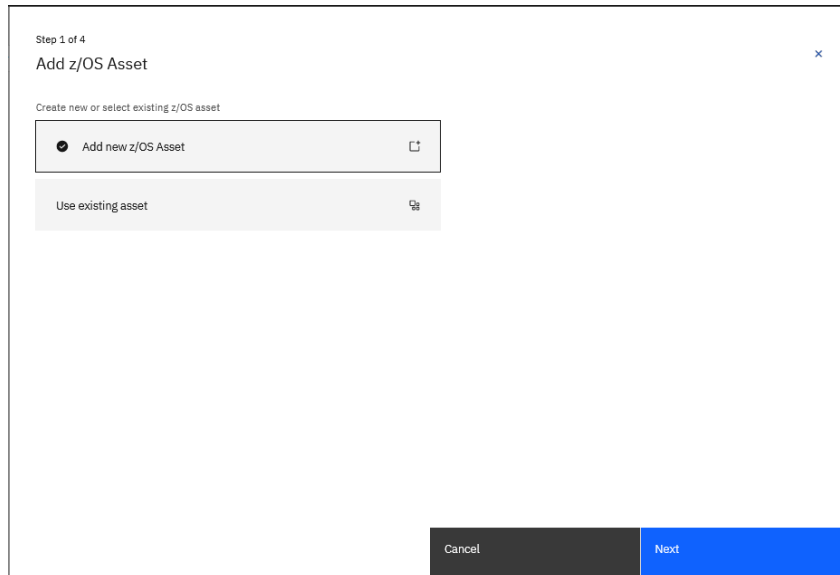 Step 1 of 4
Add z/OS Asset
Create new or select existing z/OS asset
Add new z/OS Asset
Use existing asset
Cancel
Next